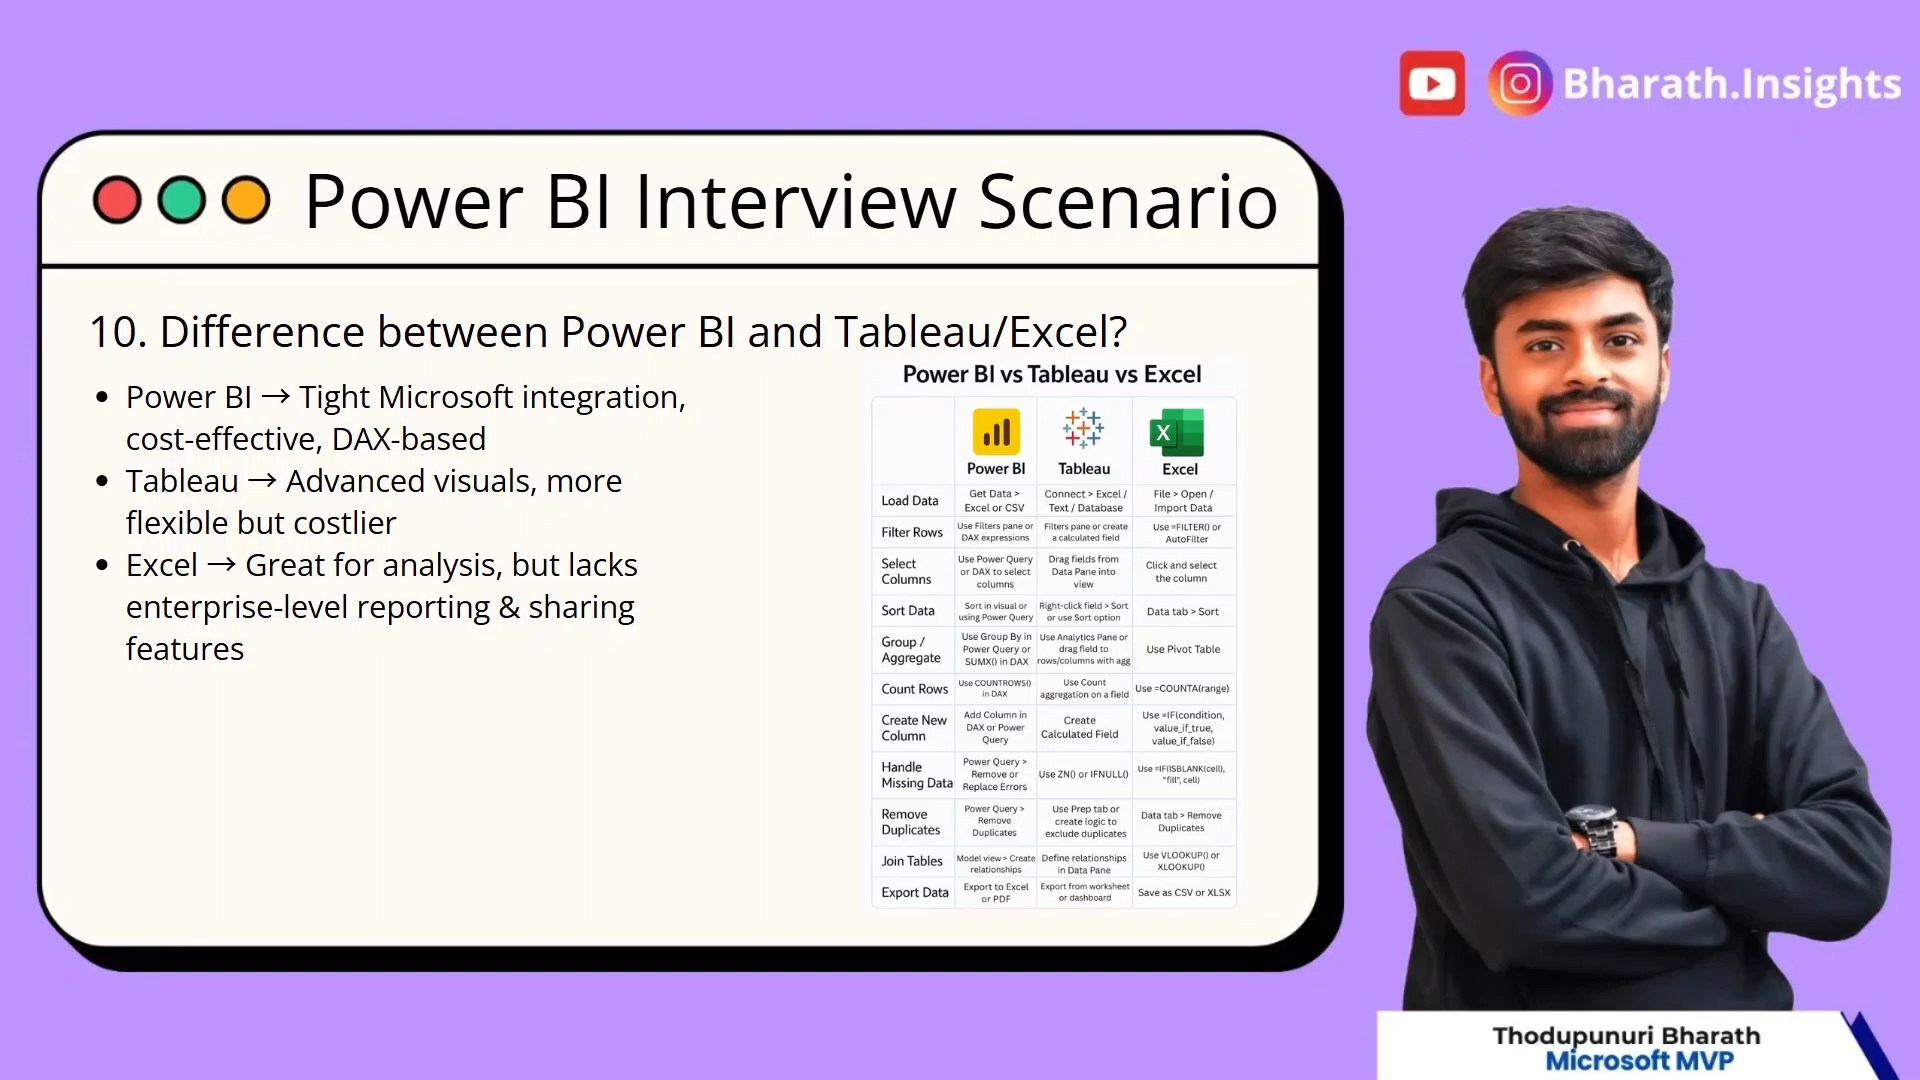 Bharath.Insights
Power BI Interview Scenario
10. Difference between Power BI and Tableau/Excel?
• Power BI → Tight Microsoft integration,
cost-effective, DAX-based
• Tableau → Advanced visuals, more
flexible but costlier
• Excel → Great for analysis, but lacks
enterprise-level reporting & sharing
features
Power BI vs Tableau vs Excel
Power BI
Tableau
X
Excel
Load Data
Get Data >
Excel or CSV
Connect > Excel /
Text / Database
File > Open /
Import Data
Filter Rows
Use Filters pane or
DAX expressions
Filters pane or create
a calculated field
Use =FILTER() or
AutoFilter
Select
Columns
Use Power Query
or DAX to select
columns
Drag fields from
Data Pane into
view
Click and select
the column
Sort Data
Sort in visual or
using Power Query
Right-click field > Sort
or use Sort option
Data tab > Sort
Group /
Aggregate
Use Group By in
Power Query or
SUMX() in DAX
Use Analytics Pane or
drag field to
rows/columns with agg
Use Pivot Table
Count Rows
Use COUNTROWS()
in DAX
Use Count
aggregation on a field
Use =COUNTA(range)
Create New
Column
Add Column in
DAX or Power
Query
Create
Calculated Field
Use =IF(condition,
value_if_true,
value_if_false)
Handle
Missing Data
Power Query >
Remove or
Replace Errors
Use ZN() or IFNULL()
Use =IF(ISBLANK(cell),
"fill", cell)
Remove
Duplicates
Power Query >
Remove
Duplicates
Use Prep tab or
create logic to
exclude duplicates
Data tab > Remove
Duplicates
Join Tables
Model view > Create
relationships
Define relationships
in Data Pane
Use VLOOKUP() or
XLOOKUP()
Export Data
Export to Excel
or PDF
Export from worksheet
or dashboard
Save as CSV or XLSX
Thodupunuri Bharath
Microsoft MVP